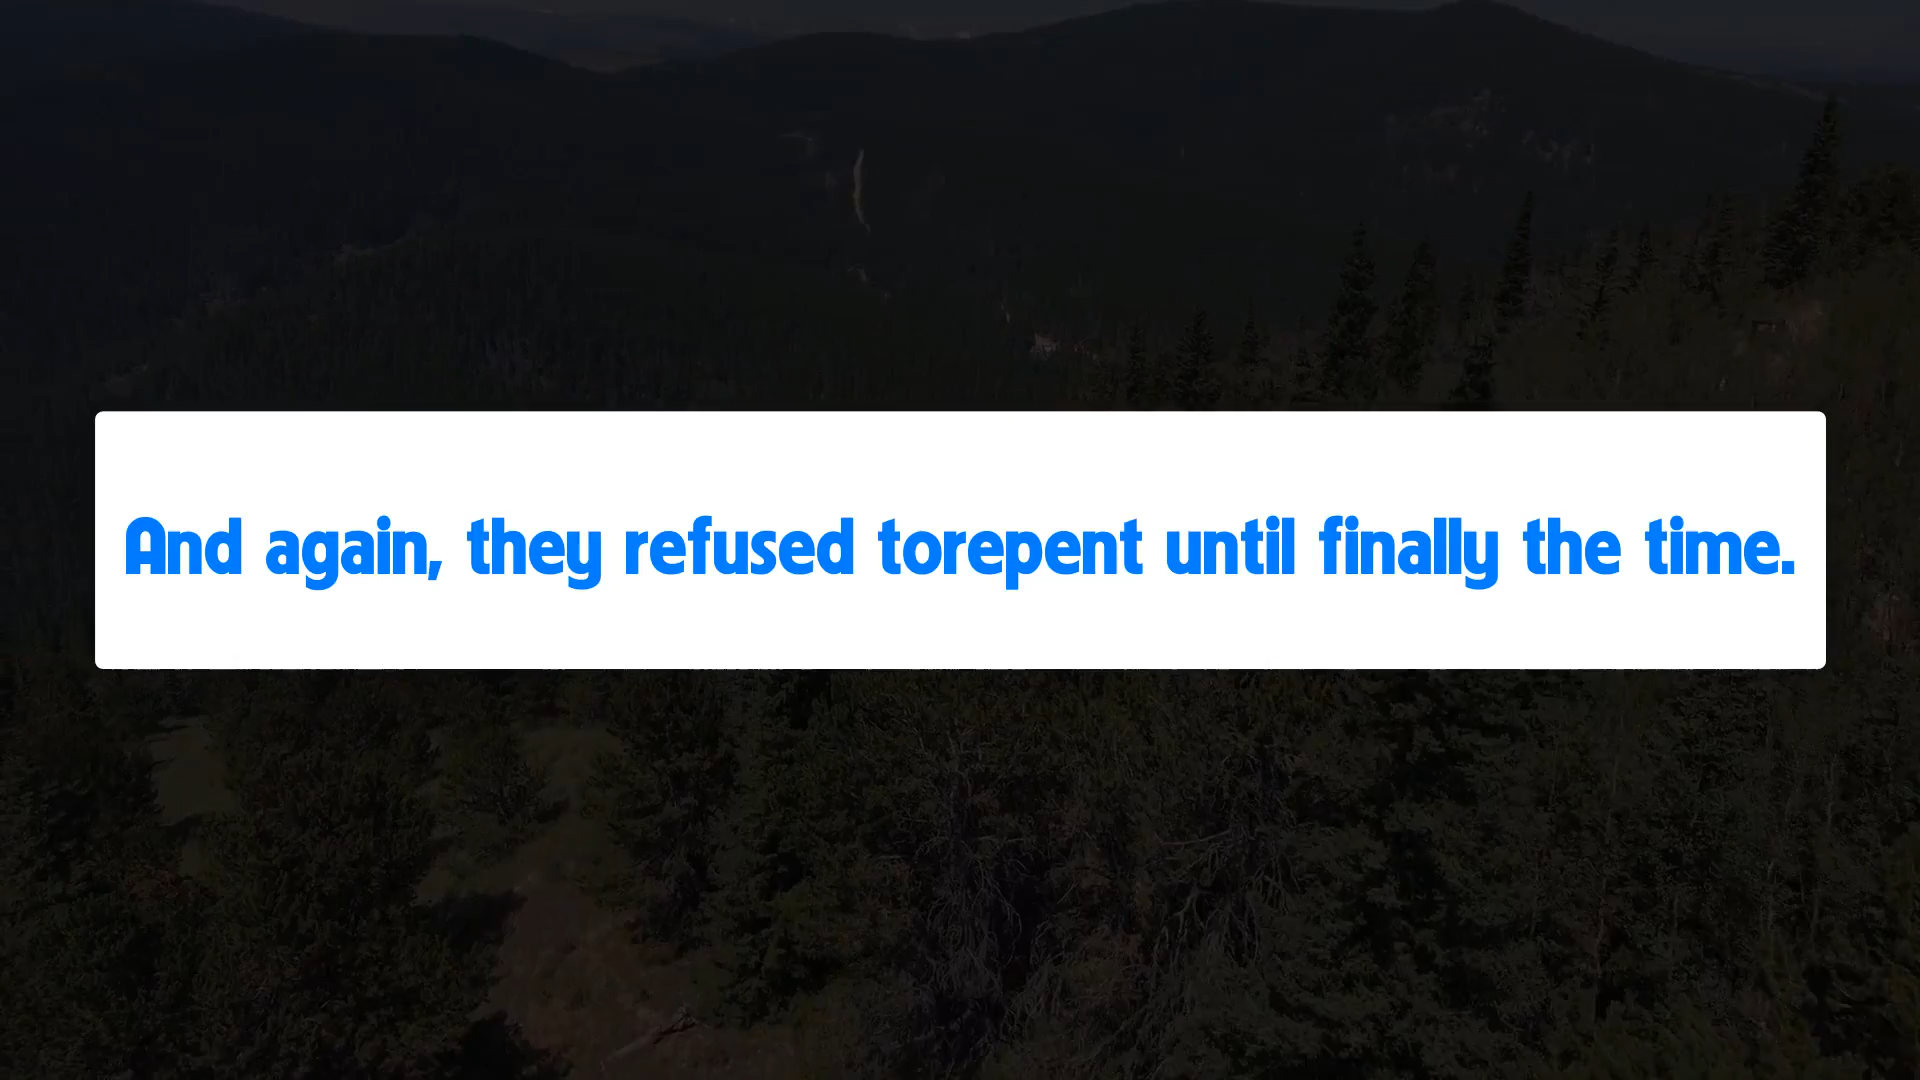 And again, they refused torepent until finally the time.